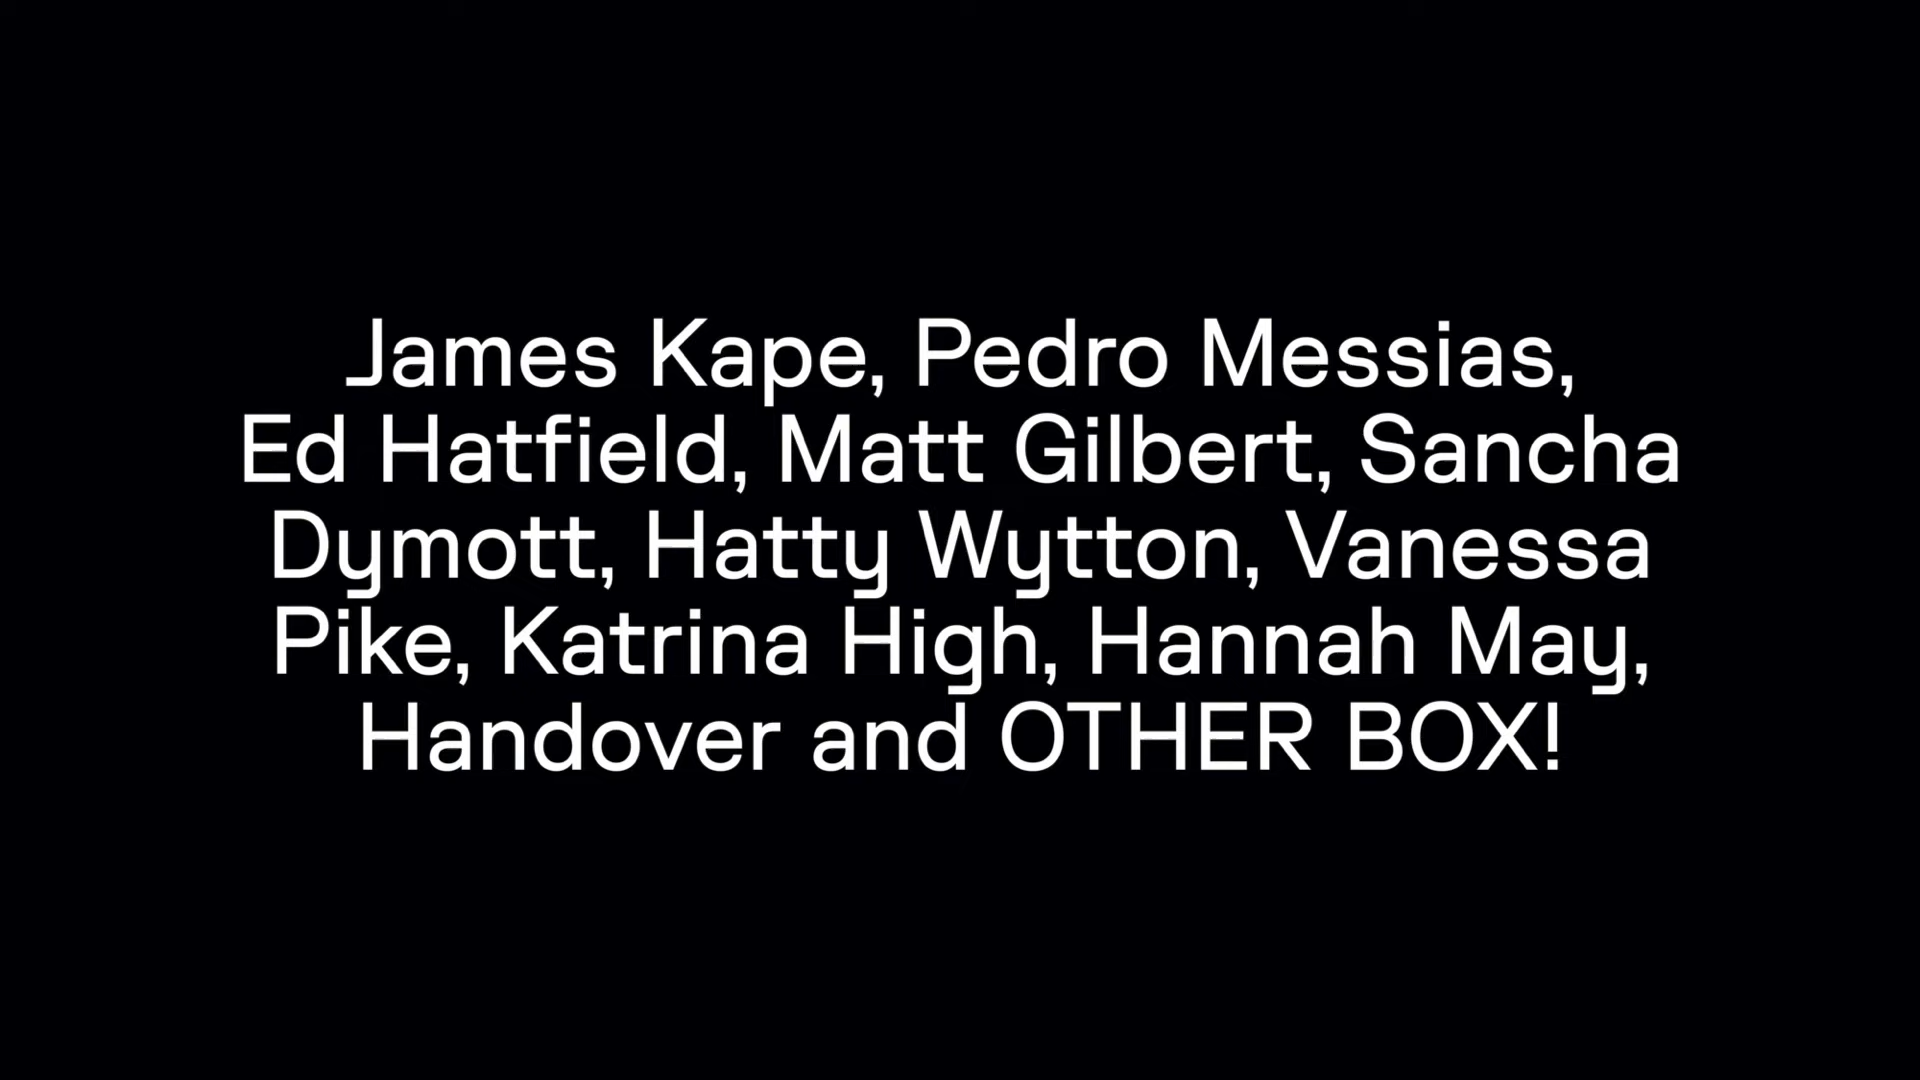 James Kape, Pedro Messias,
Ed Hatfield, Matt Gilbert, Sancha
Dymott, Hatty Wytton, Vanessa
Pike, Katrina High, Hannah May,
Handover and OTHER BOX!